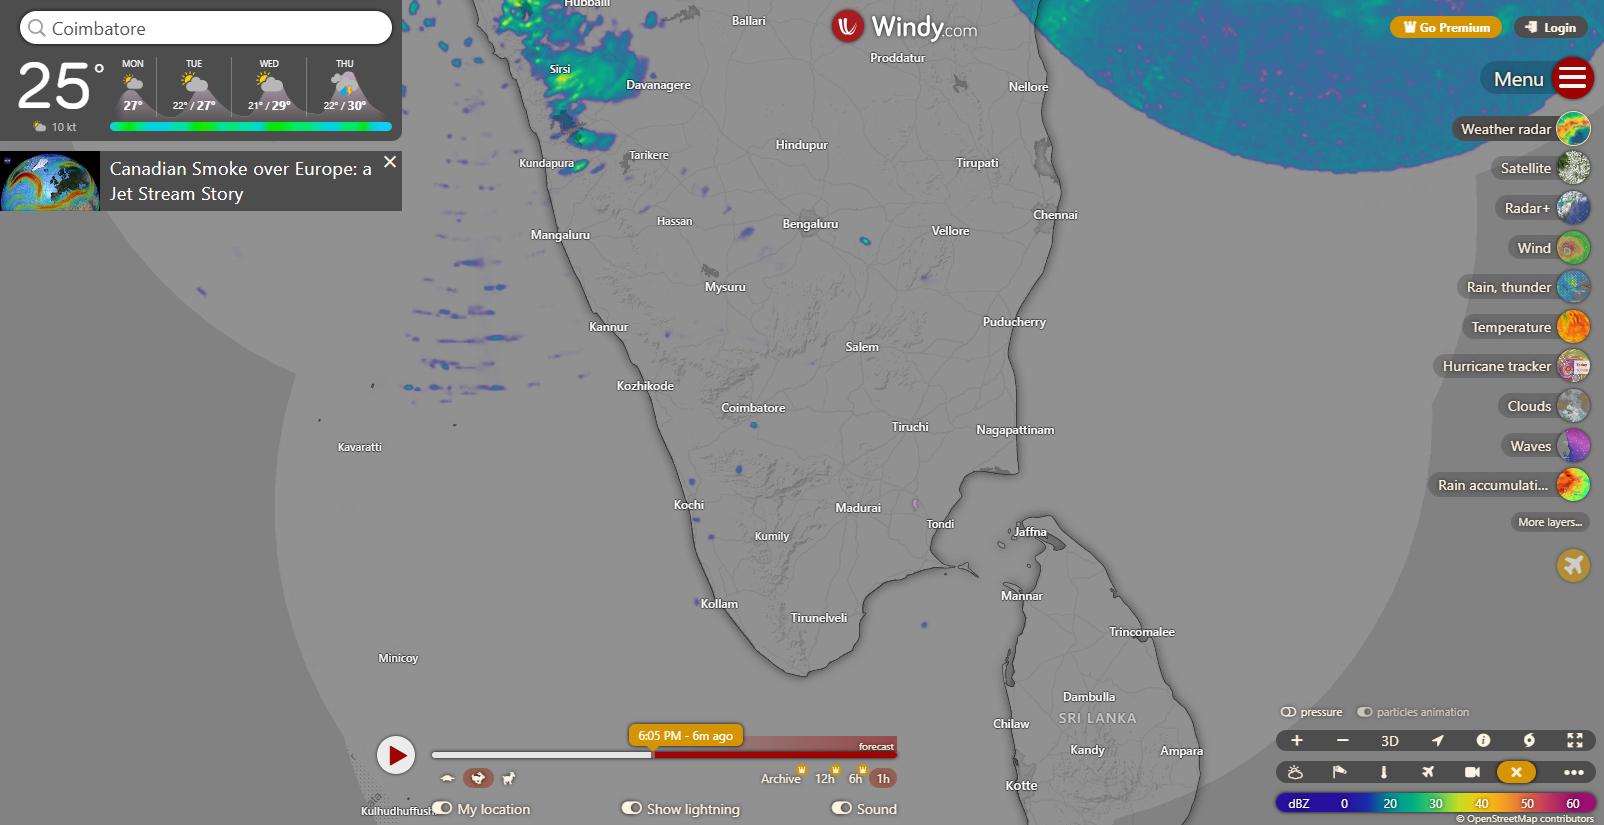 Coimbatore
25°
10 kt
MON
27°
TUE
22° / 27°
WED
21° / 29°
THU
22° / 30°
Canadian Smoke over Europe: a
Jet Stream Story
Windy.com
Go Premium
Login
Menu
Weather radar
Satellite
Radar+
Wind
Rain, thunder
Temperature
Hurricane tracker
Clouds
Waves
Rain accumulati...
More layers...
Hubballi
Ballari
Proddatur
Sirsi
Davanagere
Nellore
Hindupur
Kundapura
Tarikere
Tirupati
Chennai
Hassan
Bengaluru
Vellore
Mangaluru
Mysuru
Puducherry
Kannur
Salem
Kozhikode
Coimbatore
Tiruchi
Nagapattinam
Kavaratti
Kochi
Madurai
Tondi
Jaffna
Kumily
Mannar
Kollam
Tirunelveli
Trincomalee
Minicoy
Dambulla
SRI LANKA
Chilaw
Kandy
Ampara
Kotte
Kulhudhuffushi
6:05 PM - 6m ago
forecast
Archive
12h
6h
1h
My location
Show lightning
Sound
pressure
particles animation
+
−
3D
dBZ
0
20
30
40
50
60
© OpenStreetMap contributors